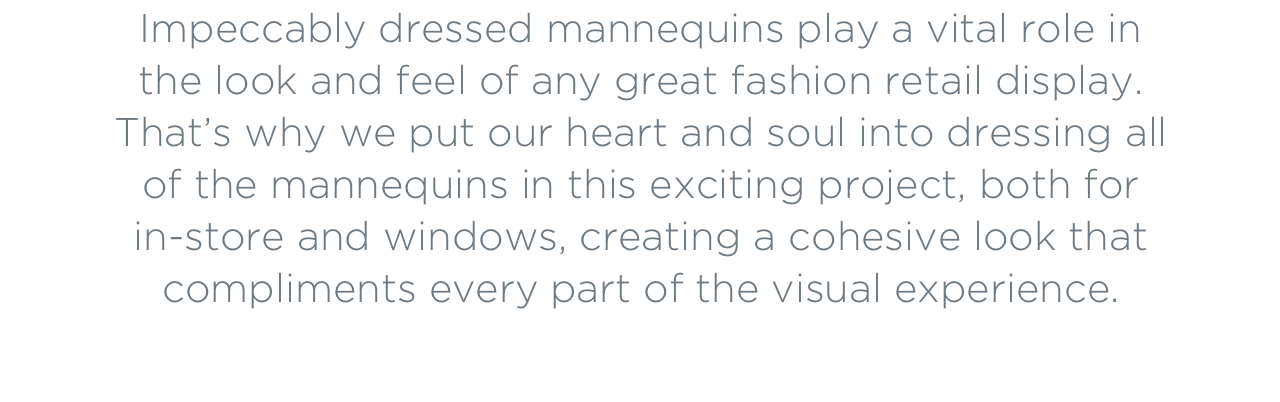 Impeccably dressed mannequins play a vital role in
the look and feel of any great fashion retail display.
That’s why we put our heart and soul into dressing all
of the mannequins in this exciting project, both for
in-store and windows, creating a cohesive look that
compliments every part of the visual experience.